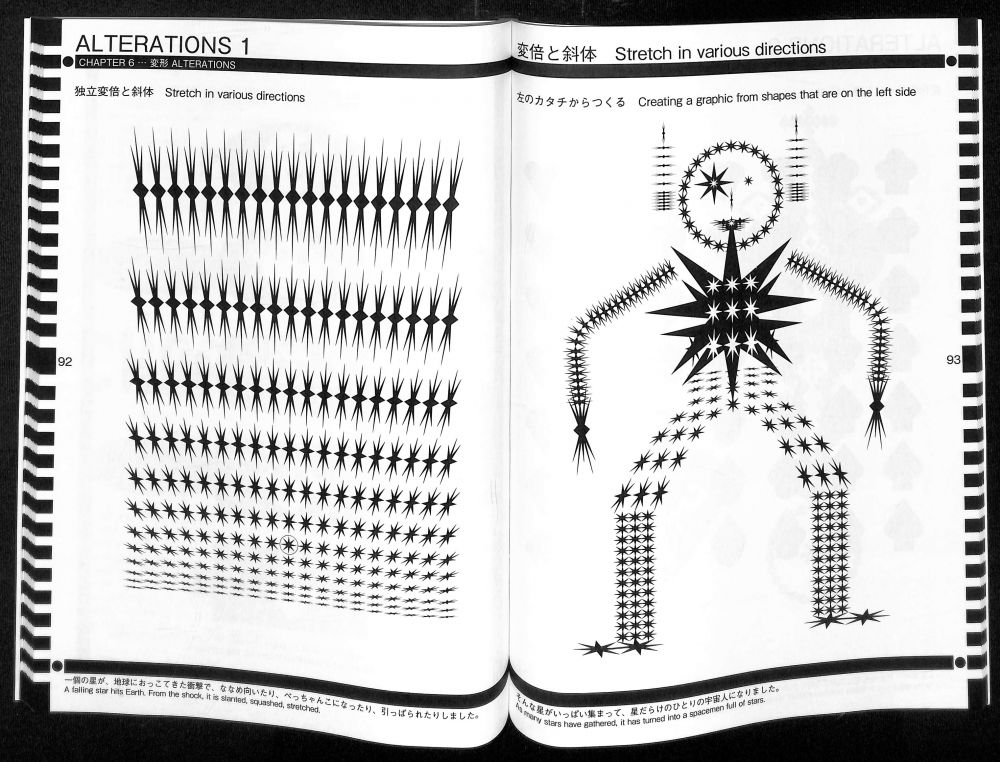 ALTERATIONS 1
CHAPTER 6 … 変形 ALTERATIONS
独立変倍と斜体 Stretch in various directions
92
一個の星が、地球におっこてきた衝撃で、ななめ向いたり、ぺっちゃんこになったり、引っぱられたりしました。
A falling star hits Earth. From the shock, it is slanted, squashed, stretched.
変倍と斜体 Stretch in various directions
左のカタチからつくる Creating a graphic from shapes that are on the left side
93
そんな星がいっぱい集まって、星だらけのひとりの宇宙人になりました。
As many stars have gathered, it has turned into a spacemen full of stars.